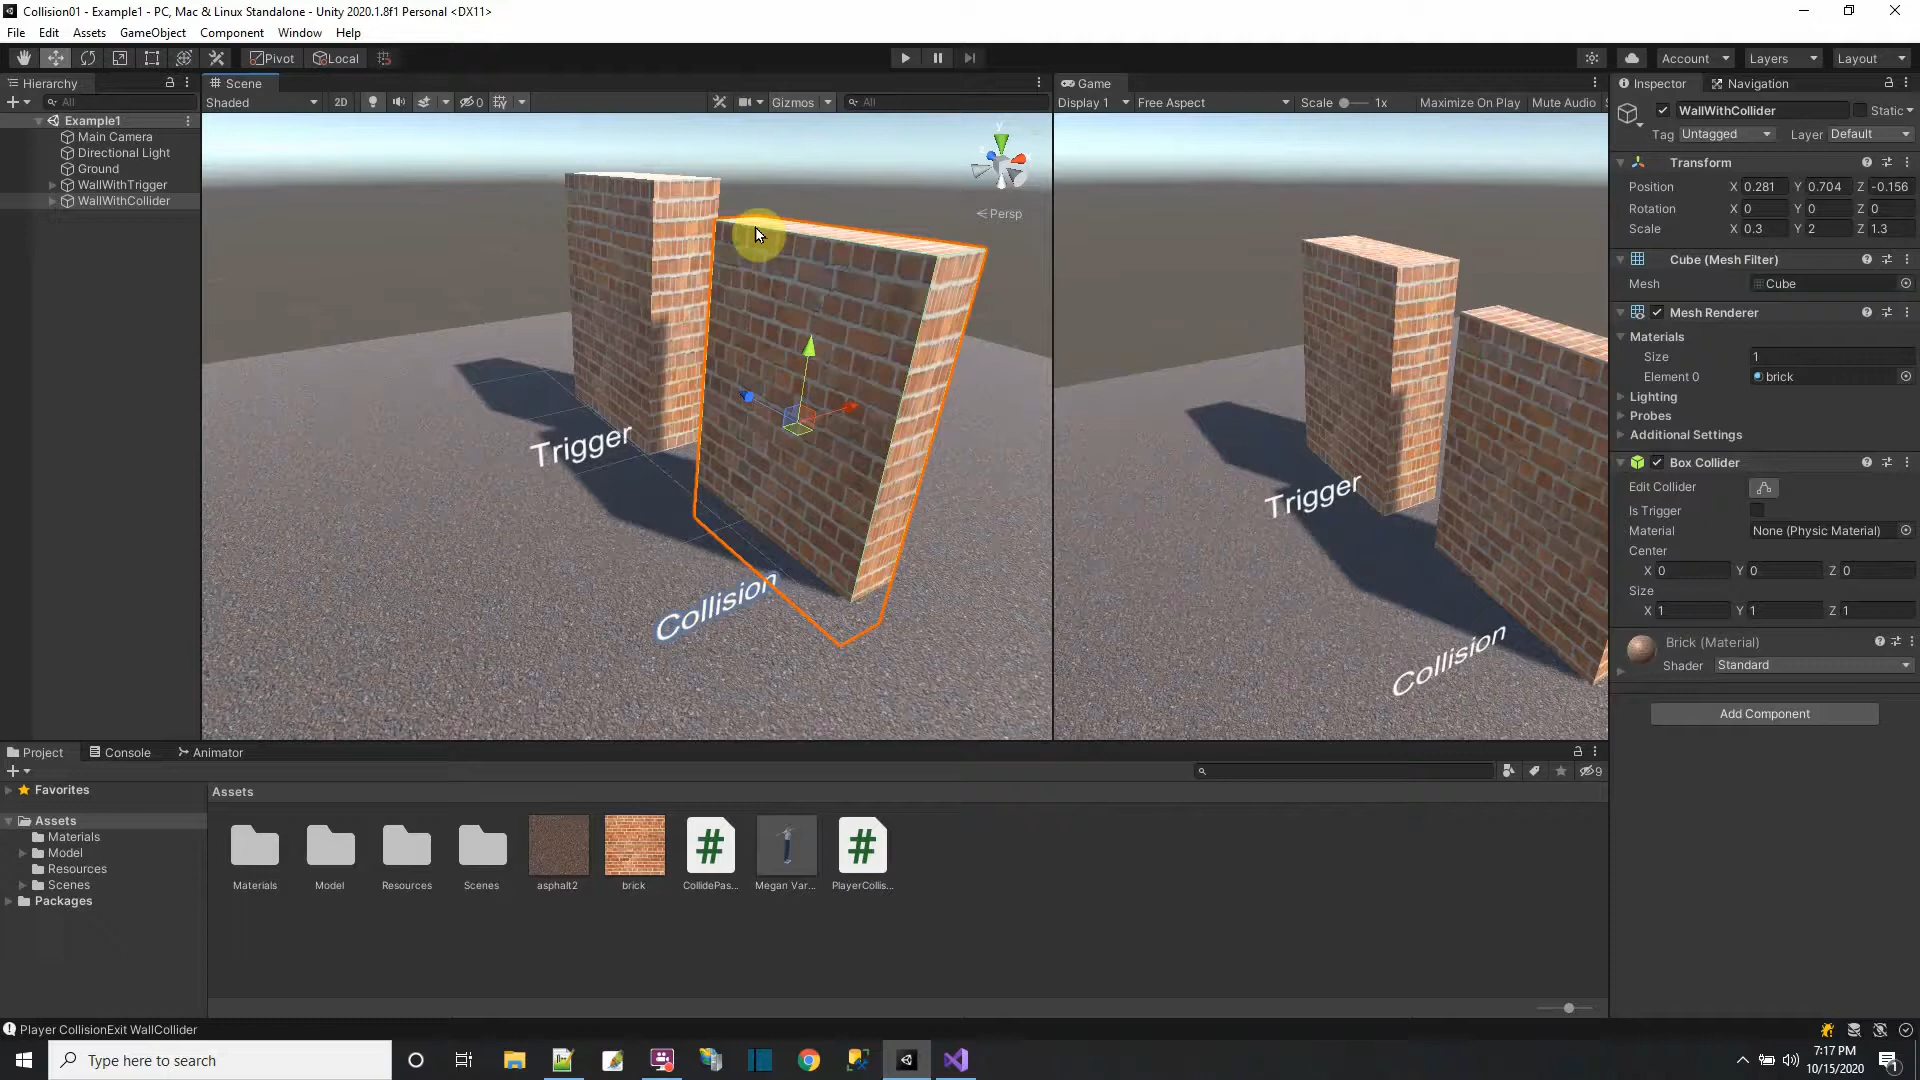 Collision01 - Example1 - PC, Mac & Linux Standalone - Unity 2020.1.8f1 Personal <DX11>
File Edit Assets GameObject Component Window Help
Pivot Local Account Layers Layout
Hierarchy
All
Example1
Main Camera
Directional Light
Ground
WallWithTrigger
WallWithCollider
Scene
Shaded 2D 0 Gizmos All
y
Persp
Trigger
Collision
Game
Display 1 Free Aspect Scale 1x Maximize On Play Mute Audio
Trigger
Collision
Inspector Navigation
WallWithCollider Static
Tag Untagged Layer Default
Transform
Position X 0.281 Y 0.704 Z -0.156
Rotation X 0 Y 0 Z 0
Scale X 0.3 Y 2 Z 1.3
Cube (Mesh Filter)
Mesh Cube
Mesh Renderer
Materials
Size 1
Element 0 brick
Lighting
Probes
Additional Settings
Box Collider
Edit Collider
Is Trigger
Material None (Physic Material)
Center
X 0 Y 0 Z 0
Size
X 1 Y 1 Z 1
Brick (Material)
Shader Standard
Add Component
Project Console Animator
9
Favorites
Assets
Materials
Model
Resources
Scenes
Packages
Assets
Materials Model Resources Scenes asphalt2 brick CollidePas... Megan Var... PlayerCollis...
Player CollisionExit WallCollider
Type here to search
7:17 PM
10/15/2020
1